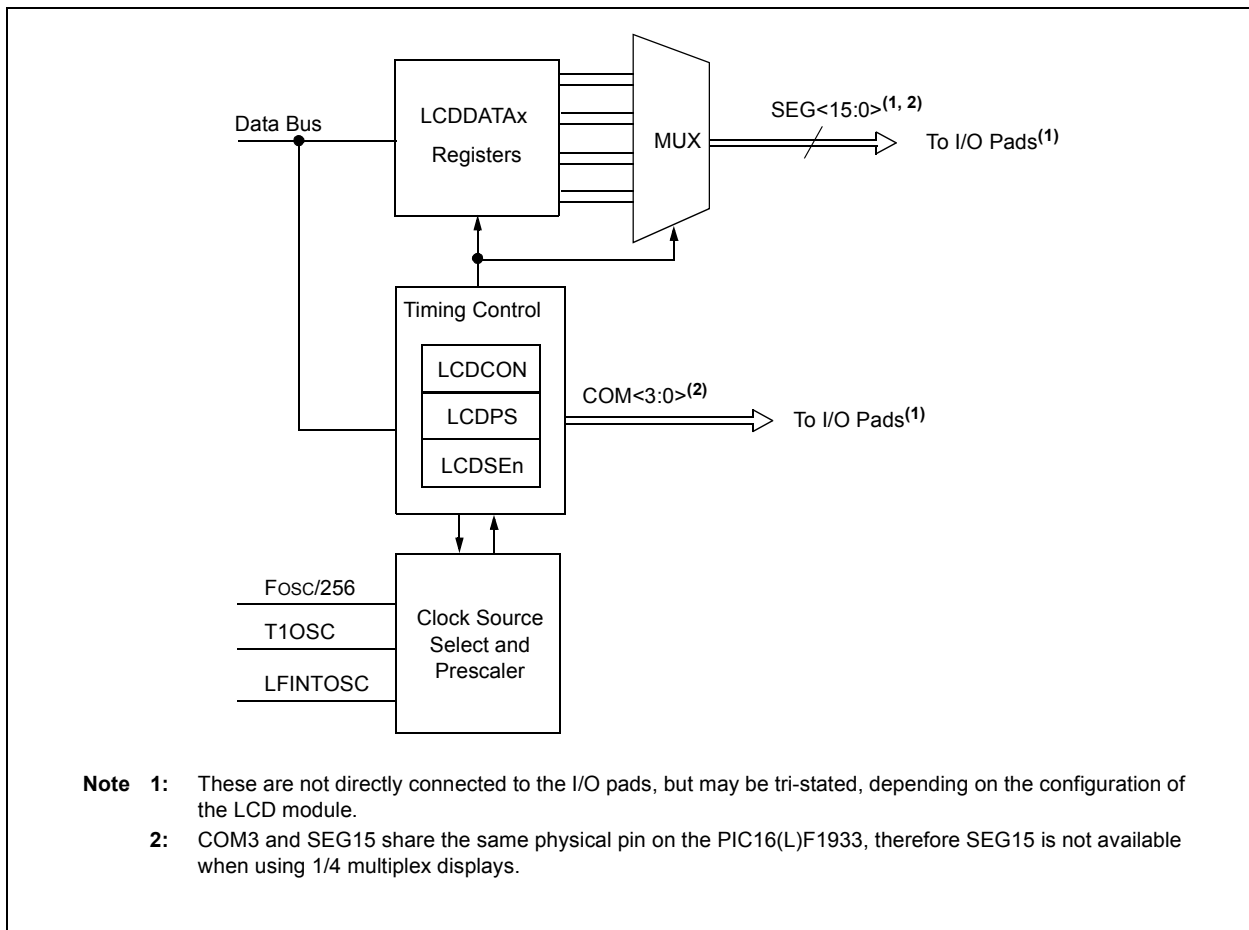 Data Bus
LCDDATAx
Registers
MUX
SEG<15:0>(1, 2)
To I/O Pads(1)
Timing Control
LCDCON
LCDPS
LCDSEn
COM<3:0>(2)
To I/O Pads(1)
FOSC/256
T1OSC
LFINTOSC
Clock Source
Select and
Prescaler
Note 1: These are not directly connected to the I/O pads, but may be tri-stated, depending on the configuration of
the LCD module.
2: COM3 and SEG15 share the same physical pin on the PIC16(L)F1933, therefore SEG15 is not available
when using 1/4 multiplex displays.